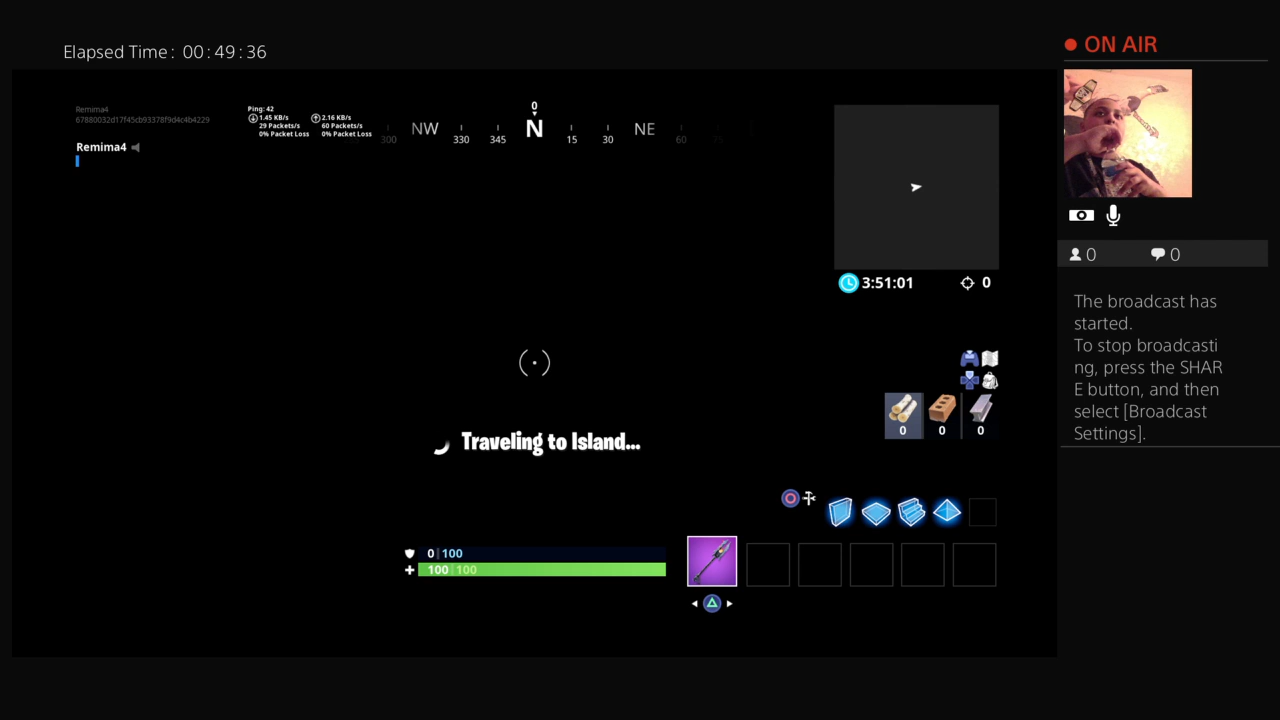 Elapsed Time: 00:49:36
ON AIR
Remima4
67880032d17f45cb93378f9d4c4b4229
Ping: 42
1.45 KB/s 2.16 KB/s
29 Packets/s 60 Packets/s
0% Packet Loss 0% Packet Loss
0
300 NW 330 345 N 15 30 NE 60 75
Remima4
3:51:01 0
0 0
The broadcast has
started.
To stop broadcasti
ng, press the SHAR
E button, and then
select [Broadcast
Settings].
0 0 0
Traveling to Island...
0 | 100
100 | 100